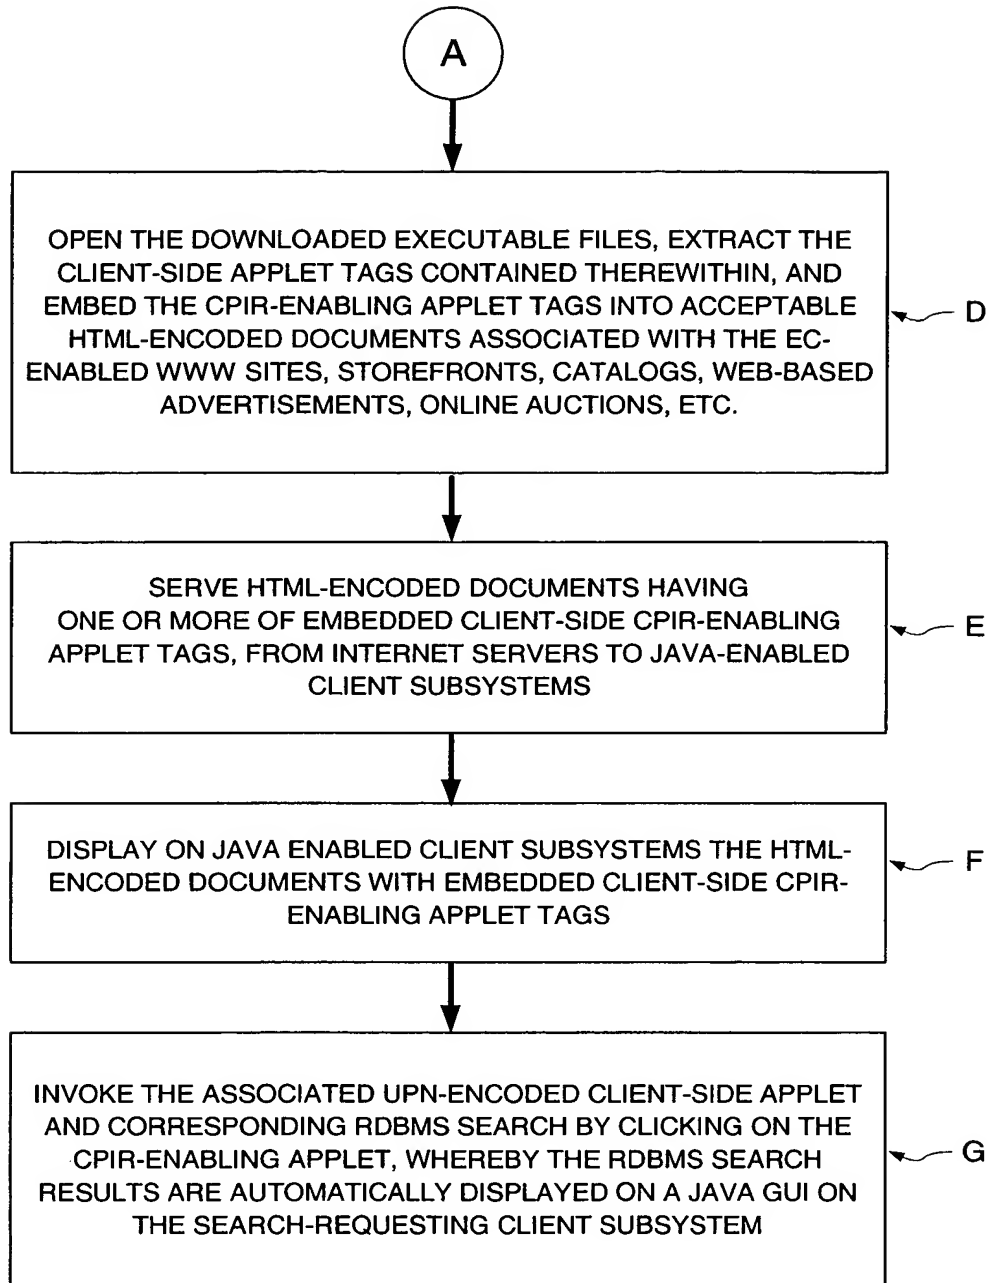 A
OPEN THE DOWNLOADED EXECUTABLE FILES, EXTRACT THE
CLIENT-SIDE APPLET TAGS CONTAINED THEREWITHIN, AND
EMBED THE CPIR-ENABLING APPLET TAGS INTO ACCEPTABLE
HTML-ENCODED DOCUMENTS ASSOCIATED WITH THE EC-
ENABLED WWW SITES, STOREFRONTS, CATALOGS, WEB-BASED
ADVERTISEMENTS, ONLINE AUCTIONS, ETC.
D
SERVE HTML-ENCODED DOCUMENTS HAVING
ONE OR MORE OF EMBEDDED CLIENT-SIDE CPIR-ENABLING
APPLET TAGS, FROM INTERNET SERVERS TO JAVA-ENABLED
CLIENT SUBSYSTEMS
E
DISPLAY ON JAVA ENABLED CLIENT SUBSYSTEMS THE HTML-
ENCODED DOCUMENTS WITH EMBEDDED CLIENT-SIDE CPIR-
ENABLING APPLET TAGS
F
INVOKE THE ASSOCIATED UPN-ENCODED CLIENT-SIDE APPLET
AND CORRESPONDING RDBMS SEARCH BY CLICKING ON THE
CPIR-ENABLING APPLET, WHEREBY THE RDBMS SEARCH
RESULTS ARE AUTOMATICALLY DISPLAYED ON A JAVA GUI ON
THE SEARCH-REQUESTING CLIENT SUBSYSTEM
G